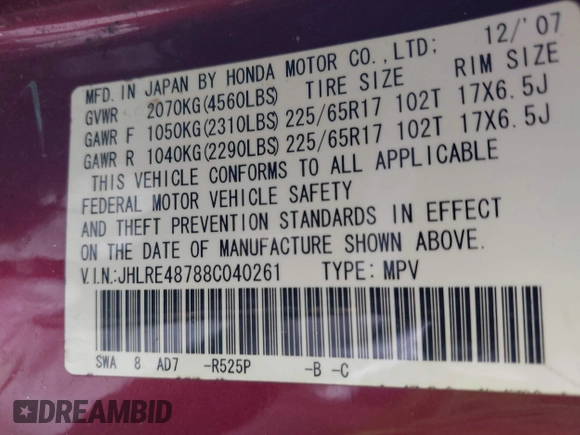 MFD. IN JAPAN BY HONDA MOTOR CO.,LTD; 12/'07
GVWR 2070KG(4560LBS) TIRE SIZE RIM SIZE
GAWR F 1050KG(2310LBS) 225/65R17 102T 17X6.5J
GAWR R 1040KG(2290LBS) 225/65R17 102T 17X6.5J
THIS VEHICLE CONFORMS TO ALL APPLICABLE
FEDERAL MOTOR VEHICLE SAFETY
AND THEFT PREVENTION STANDARDS IN EFFECT
ON THE DATE OF MANUFACTURE SHOWN ABOVE.
V.I.N.:JHLRE48788C040261 TYPE: MPV
SWA 8 AD7 -R525P -B -C
DREAMBID